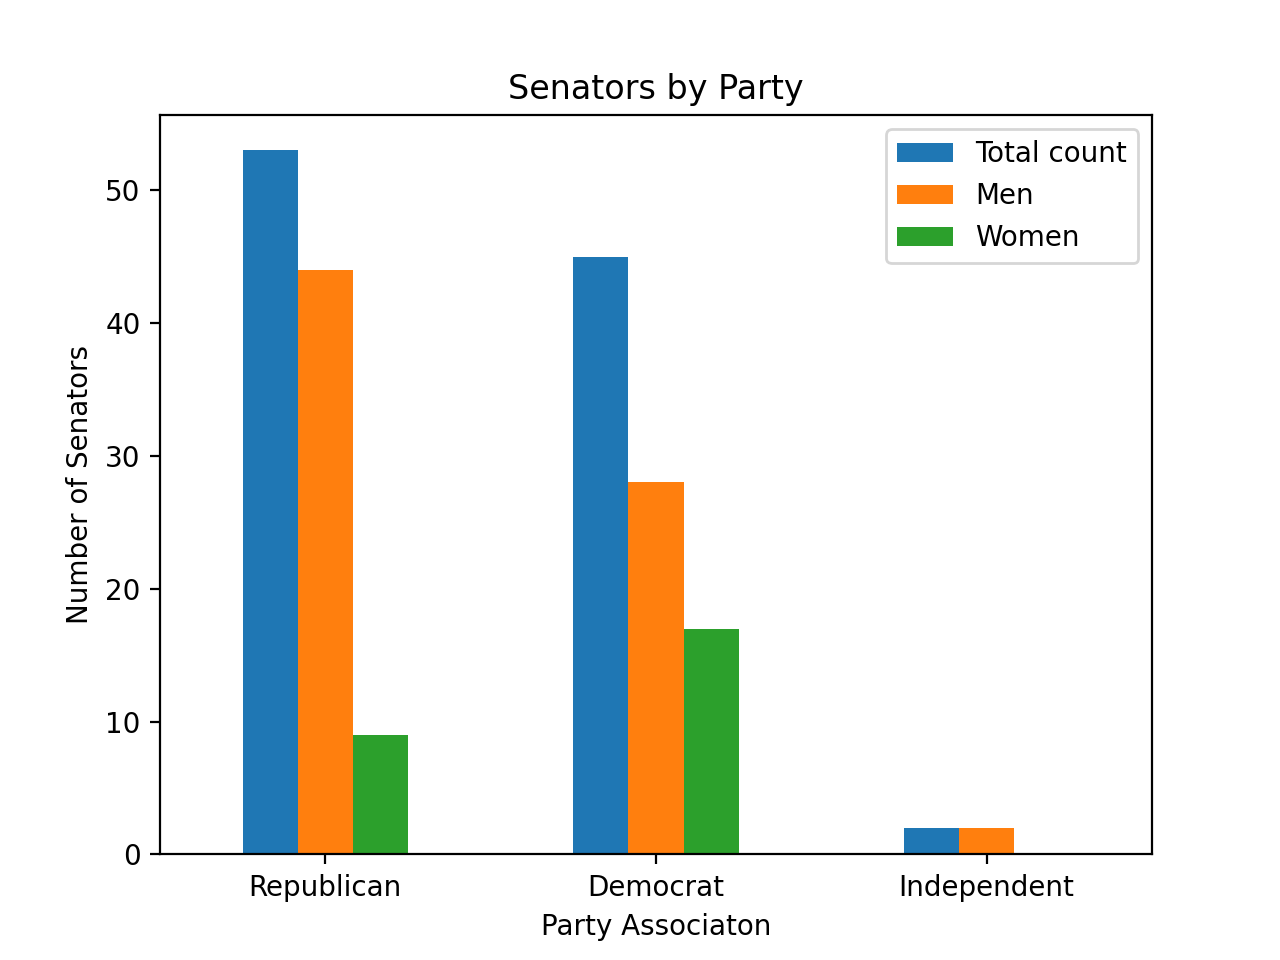 Senators by Party
Total count
Men
Women
Number of Senators
50
40
30
20
10
0
Republican
Democrat
Independent
Party Associaton